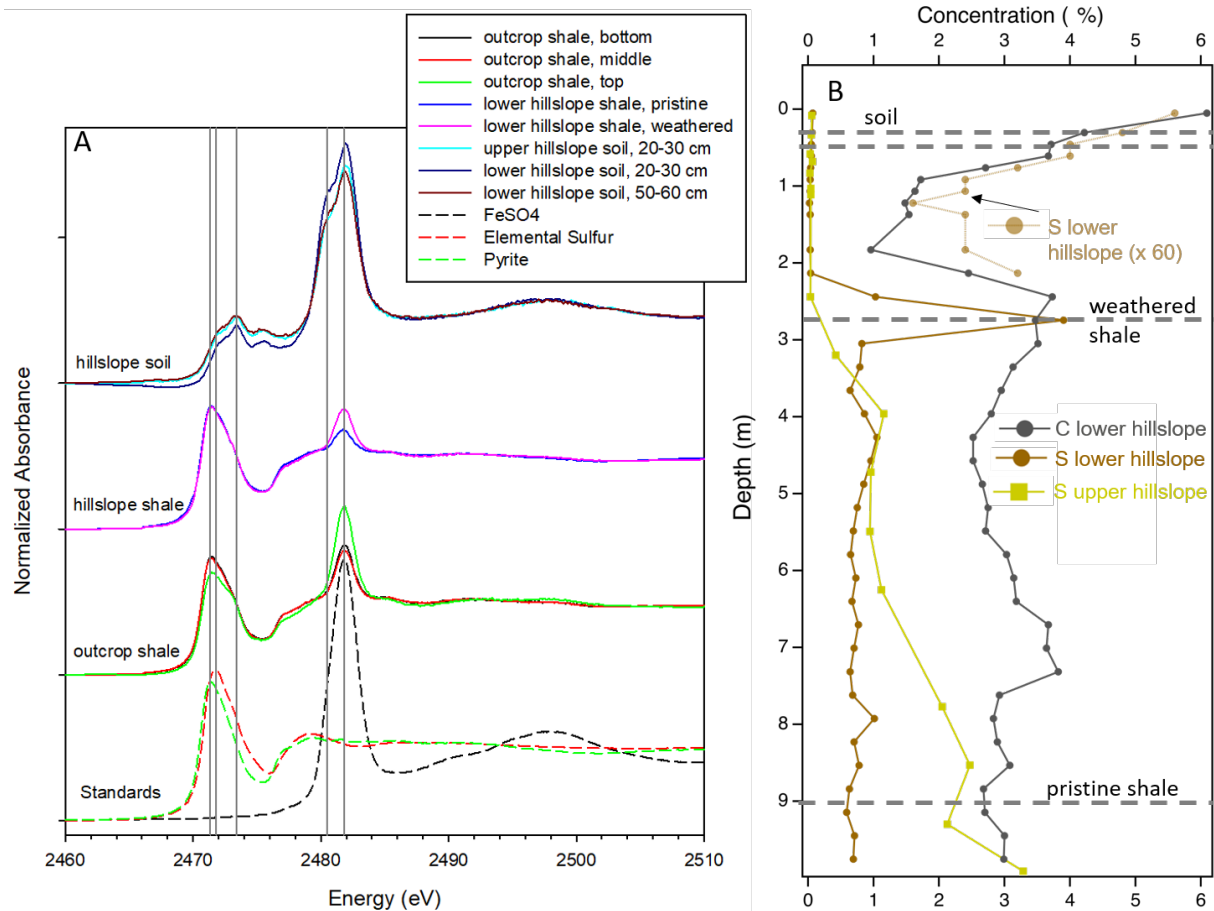 A
outcrop shale, bottom
outcrop shale, middle
outcrop shale, top
lower hillslope shale, pristine
lower hillslope shale, weathered
upper hillslope soil, 20-30 cm
lower hillslope soil, 20-30 cm
lower hillslope soil, 50-60 cm
FeSO4
Elemental Sulfur
Pyrite
hillslope soil
hillslope shale
outcrop shale
Standards
Normalized Absorbance
2460
2470
2480
2490
2500
2510
Energy (eV)
Concentration ( %)
0
1
2
3
4
5
6
B
soil
S lower
hillslope (x 60)
weathered
shale
C lower hillslope
S lower hillslope
S upper hillslope
pristine shale
Depth (m)
0
1
2
3
4
5
6
7
8
9
0
1
2
3
4
5
6